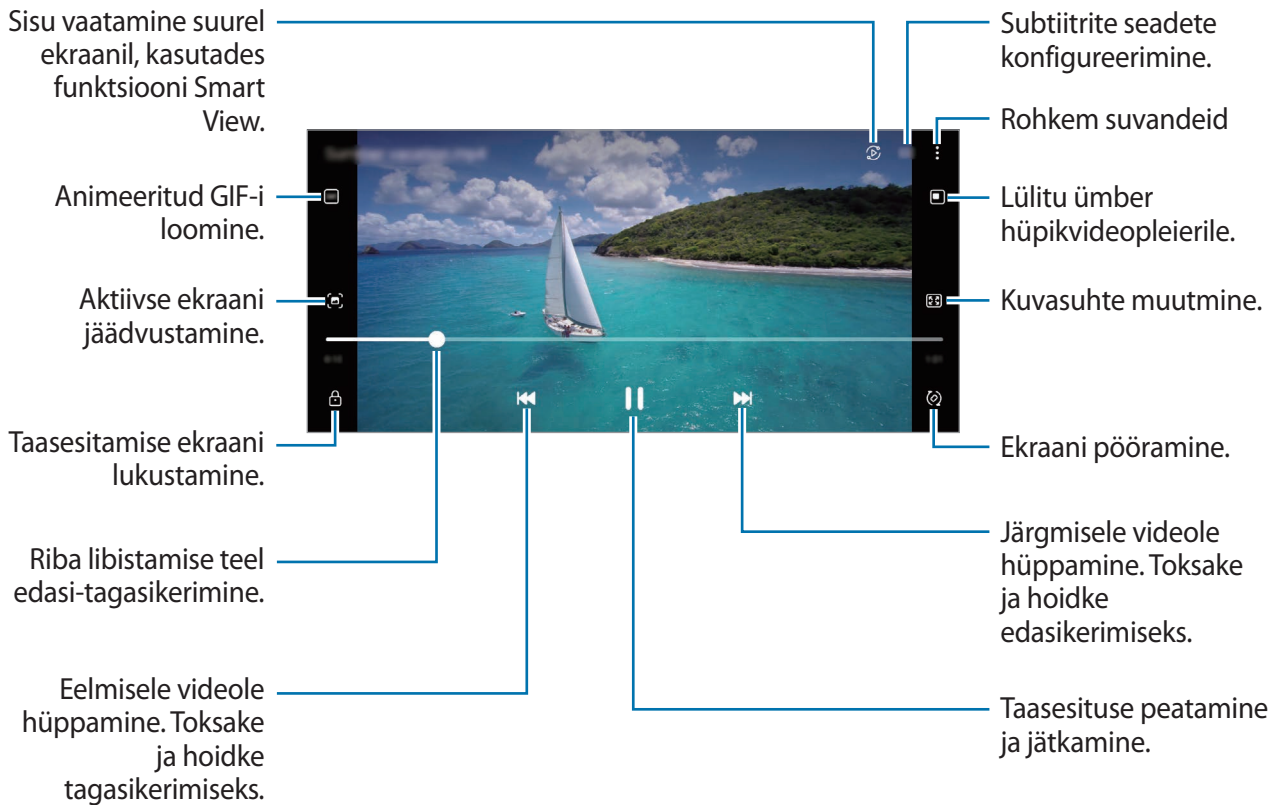 Sisu vaatamine suurel
ekraanil, kasutades
funktsiooni Smart
View.
Animeeritud GIF-i
loomine.
Aktiivse ekraani
jäädvustamine.
Taasesitamise ekraani
lukustamine.
Riba libistamise teel
edasi-tagasikerimine.
Eelmisele videole
hüppamine. Toksake
ja hoidke
tagasikerimiseks.
Subtiitrite seadete
konfigureerimine.
Rohkem suvandeid
Lülitu ümber
hüpikvideopleierile.
Kuvasuhte muutmine.
Ekraani pööramine.
Järgmisele videole
hüppamine. Toksake
ja hoidke
edasikerimiseks.
Taasesituse peatamine
ja jätkamine.